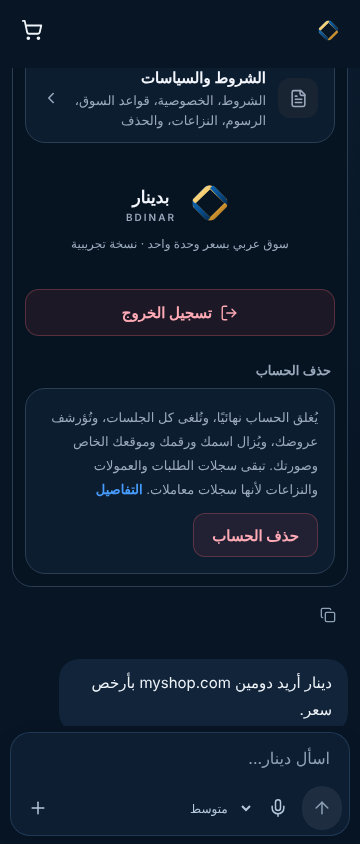 الشروط والسياسات
الشروط، الخصوصية، قواعد السوق،
الرسوم، النزاعات، والحذف
بدينار
BDINAR
سوق عربي بسعر وحدة واحد · نسخة تجريبية
تسجيل الخروج
حذف الحساب
يُغلق الحساب نهائيًا، وتُلغى كل الجلسات، وتُؤرشف
عروضك، ويُزال اسمك ورقمك وموقعك الخاص
وصورتك. تبقى سجلات الطلبات والعمولات
والنزاعات لأنها سجلات معاملات. التفاصيل
حذف الحساب
دينار أريد دومين myshop.com بأرخص
سعر.
اسأل دينار...
متوسط